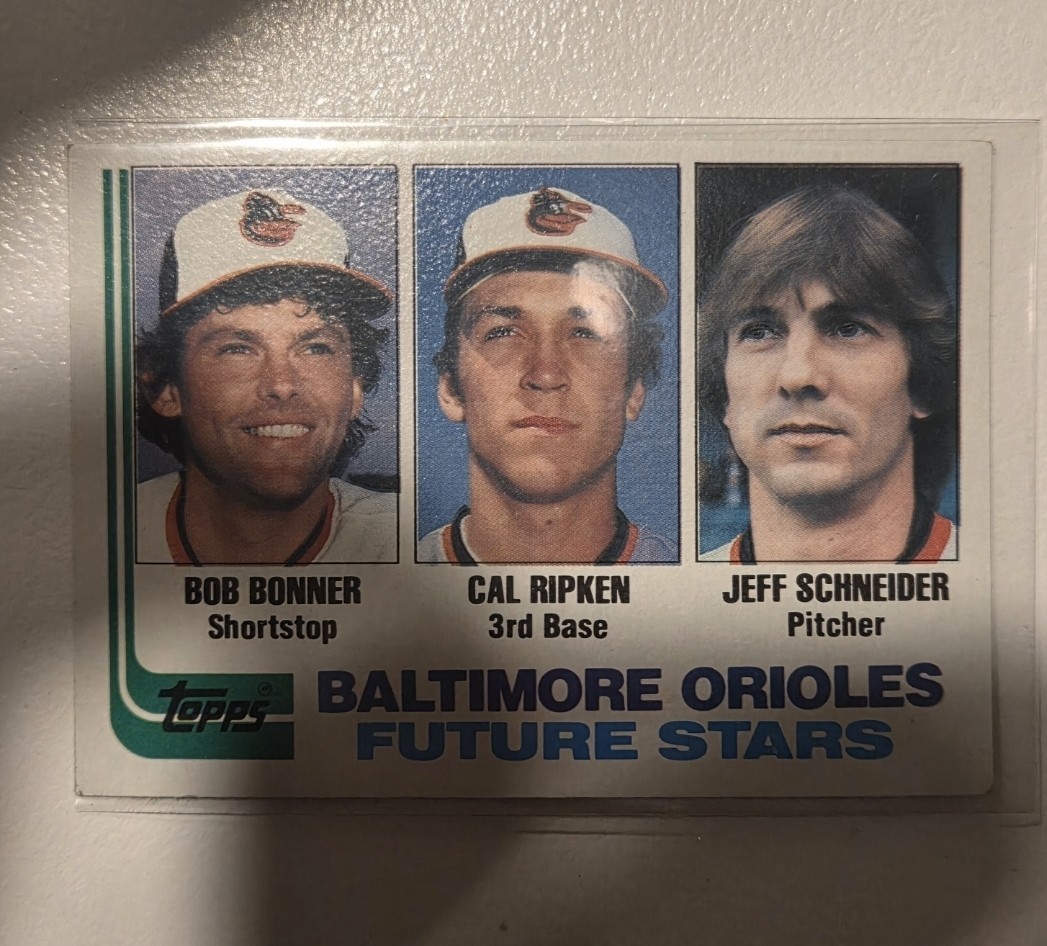 BOB BONNER
Shortstop
CAL RIPKEN
3rd Base
JEFF SCHNEIDER
Pitcher
Topps®
BALTIMORE ORIOLES
FUTURE STARS